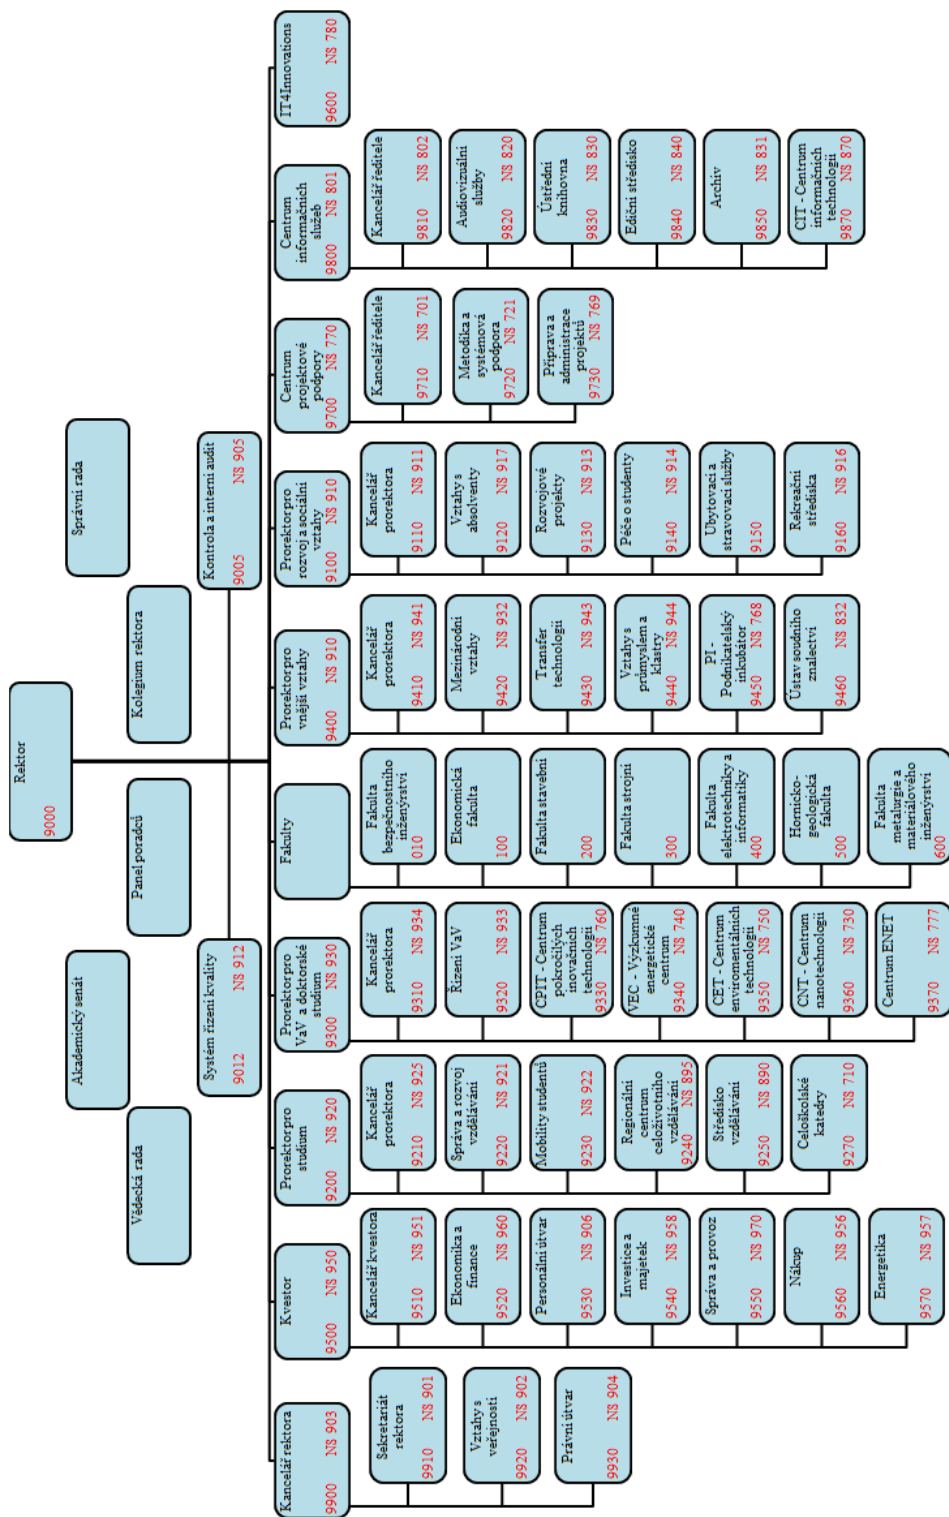 Rektor
9000
Akademický senát
Správní rada
Vědecká rada
Panel poradců
Kolegium rektora
Systém řízení kvality
9012 NS 912
Kontrola a interní audit
9005 NS 905
Kancelář rektora
9900 NS 903
Sekretariát
rektora
9910 NS 901
Vztahy s
veřejností
9920 NS 902
Právní útvar
9930 NS 904
Kvestor
9500 NS 950
Kancelář kvestora
9510 NS 951
Ekonomika a
finance
9520 NS 960
Personální útvar
9530 NS 906
Investice a
majetek
9540 NS 958
Správa a provoz
9550 NS 970
Nákup
9560 NS 956
Energetika
9570 NS 957
Prorektor pro
studium
9200 NS 920
Kancelář
prorektora
9210 NS 925
Správa a rozvoj
vzdělávání
9220 NS 921
Mobility studentů
9230 NS 922
Regionální
centrum
celoživotního
vzdělávání
9240 NS 895
Středisko
vzdělávání
9250 NS 890
Celoškolské
katedry
9270 NS 710
Prorektor pro
VaV a doktorské
studium
9300 NS 930
Kancelář
prorektora
9310 NS 934
Řízení VaV
9320 NS 933
CPIT - Centrum
pokročilých
inovačních
technologií
9330 NS 760
VEC - Výzkumné
energetické
centrum
9340 NS 740
CET - Centrum
enviromentálních
technologií
9350 NS 750
CNT - Centrum
nanotechnologií
9360 NS 730
Centrum ENET
9370 NS 777
Fakulty
Fakulta
bezpečnostního
inženýrství
010
Ekonomická
fakulta
100
Fakulta stavební
200
Fakulta strojní
300
Fakulta
elektrotechniky a
informatiky
400
Hornicko-
geologická
fakulta
500
Fakulta
metalurgie a
materiálového
inženýrství
600
Prorektor pro
vnější vztahy
9400 NS 910
Kancelář
prorektora
9410 NS 941
Mezinárodní
vztahy
9420 NS 932
Transfer
technologií
9430 NS 943
Vztahy s
průmyslem a
klastry
9440 NS 944
PI -
Podnikatelský
inkubátor
9450 NS 768
Ústav soudního
znalectví
9460 NS 832
Prorektor pro
rozvoj a sociální
vztahy
9100 NS 910
Kancelář
prorektora
9110 NS 911
Vztahy s
absolventy
9120 NS 917
Rozvojové
projekty
9130 NS 913
Péče o studenty
9140 NS 914
Ubytovací a
stravovací služby
9150
Rekreační
střediska
9160 NS 916
Centrum
projektové
podpory
9700 NS 770
Kancelář ředitele
9710 NS 701
Metodika a
systémová
podpora
9720 NS 721
Příprava a
administrace
projektů
9730 NS 769
Centrum
informačních
služeb
9800 NS 801
Kancelář ředitele
9810 NS 802
Audiovizuální
služby
9820 NS 820
Ústřední
knihovna
9830 NS 830
Ediční středisko
9840 NS 840
Archív
9850 NS 831
CIT - Centrum
informačních
technologií
9870 NS 870
IT4Innovations
9600 NS 780